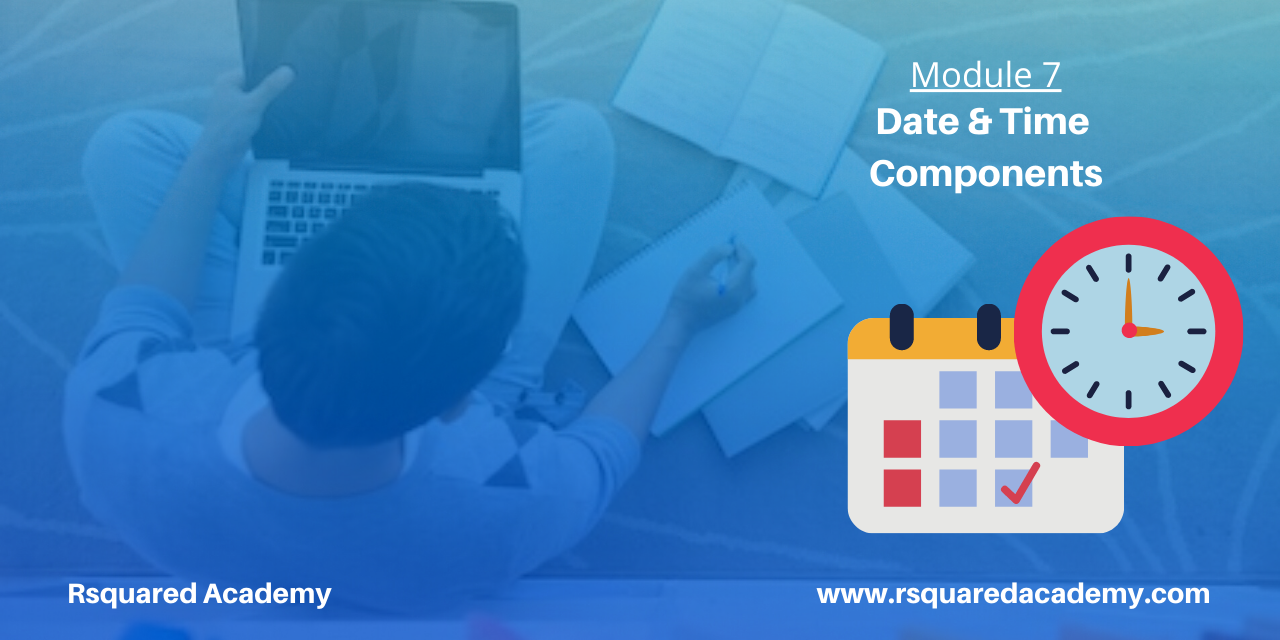 Module 7
Date & Time
Components
Rsquared Academy
www.rsquaredacademy.com